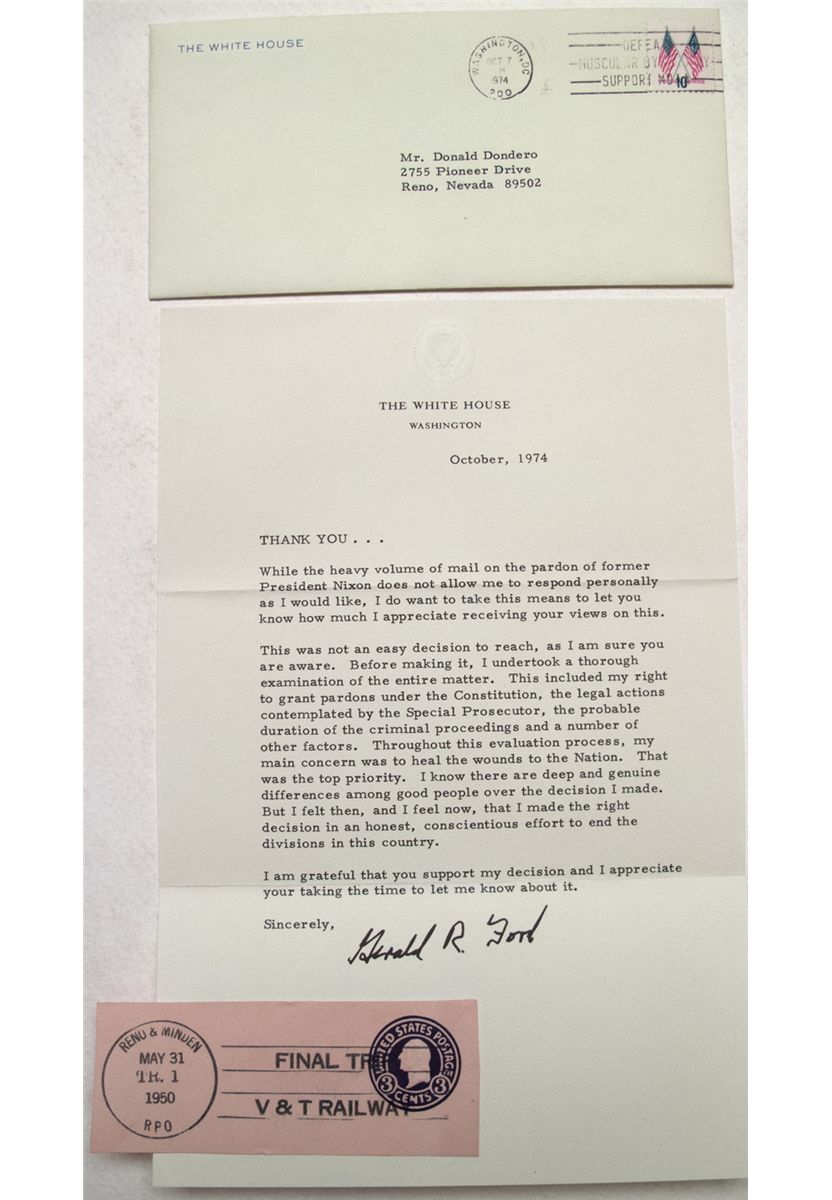 THE WHITE HOUSE
WASHINGTON, DC
OCT 7
1974
POO
DEFEA
MUSCULAR DY
SUPPORT MDA
10
Mr. Donald Dondero
2755 Pioneer Drive
Reno, Nevada 89502
THE WHITE HOUSE
WASHINGTON
October, 1974
THANK YOU . . .
While the heavy volume of mail on the pardon of former
President Nixon does not allow me to respond personally
as I would like, I do want to take this means to let you
know how much I appreciate receiving your views on this.
This was not an easy decision to reach, as I am sure you
are aware. Before making it, I undertook a thorough
examination of the entire matter. This included my right
to grant pardons under the Constitution, the legal actions
contemplated by the Special Prosecutor, the probable
duration of the criminal proceedings and a number of
other factors. Throughout this evaluation process, my
main concern was to heal the wounds to the Nation. That
was the top priority. I know there are deep and genuine
differences among good people over the decision I made.
But I felt then, and I feel now, that I made the right
decision in an honest, conscientious effort to end the
divisions in this country.
I am grateful that you support my decision and I appreciate
your taking the time to let me know about it.
Sincerely,
Gerald R. Ford
RENO & MINDEN
MAY 31
TR. 1
1950
RPO
FINAL TR
V & T RAILWAY
UNITED STATES POSTAGE
3 CENTS 3